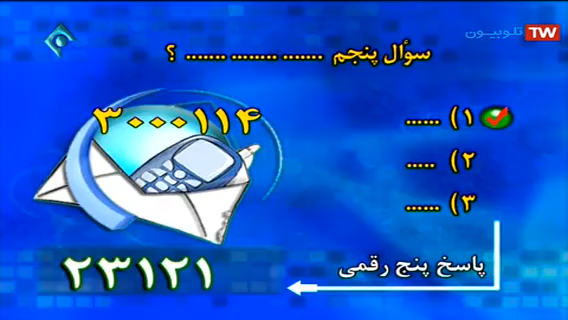 تلوبیون TW
سؤال پنجم ....... ........ ....... ؟
۳۰۰۰۱۱۴
۱) ......
۲) .....
۳) ......
پاسخ پنج رقمی
۲۳۱۲۱